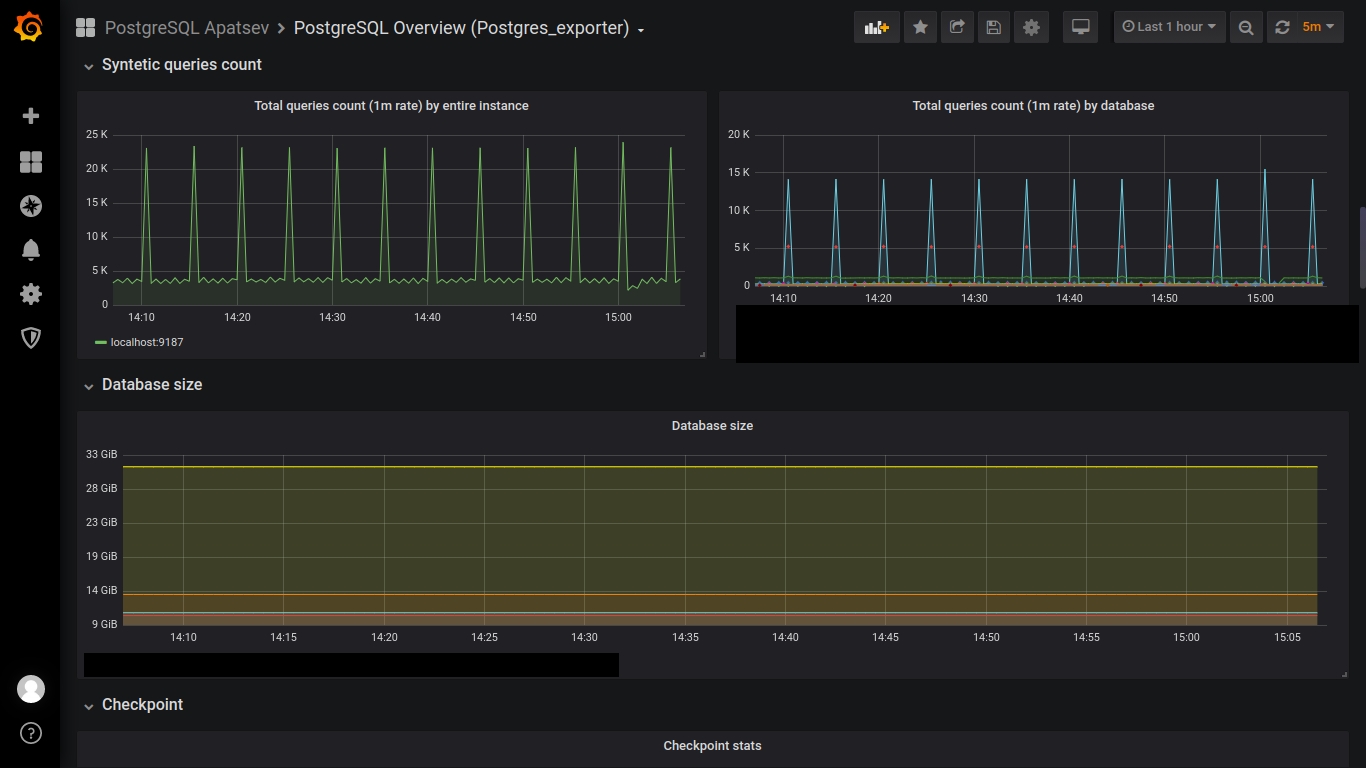 PostgreSQL Apatsev > PostgreSQL Overview (Postgres_exporter)
Last 1 hour
5m
Syntetic queries count
Total queries count (1m rate) by entire instance
25 K
20 K
15 K
10 K
5 K
0
14:10 14:20 14:30 14:40 14:50 15:00
localhost:9187
Total queries count (1m rate) by database
20 K
15 K
10 K
5 K
0
14:10 14:20 14:30 14:40 14:50 15:00
Database size
Database size
33 GiB
28 GiB
23 GiB
19 GiB
14 GiB
9 GiB
14:10 14:15 14:20 14:25 14:30 14:35 14:40 14:45 14:50 14:55 15:00 15:05
Checkpoint
Checkpoint stats